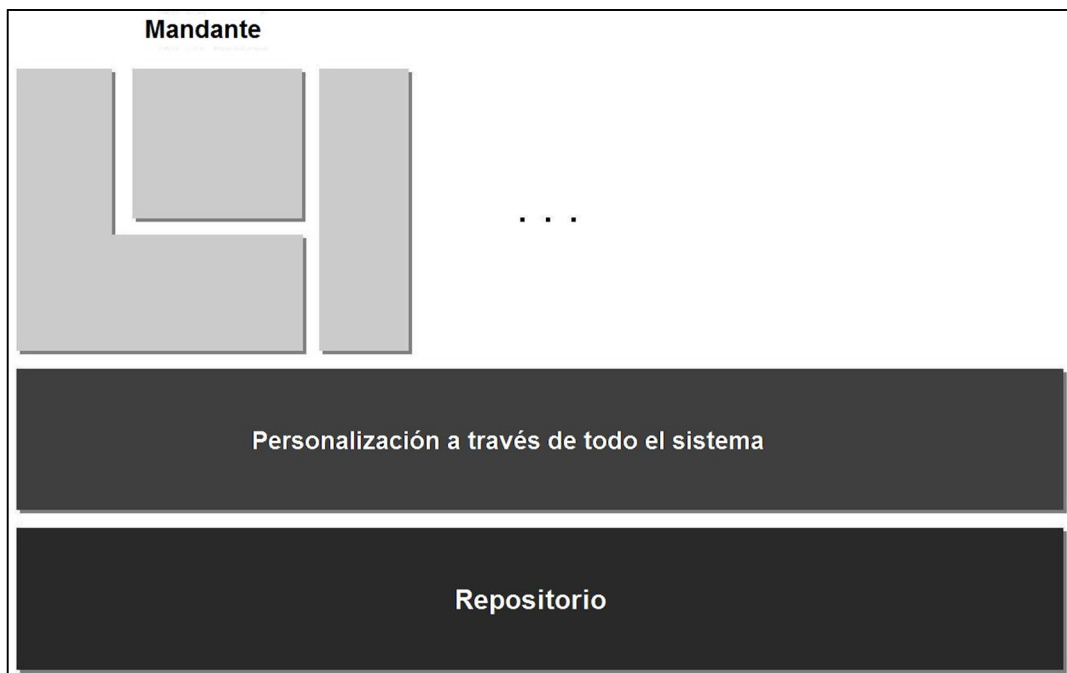 Mandante
. . .
Personalización a través de todo el sistema
Repositorio